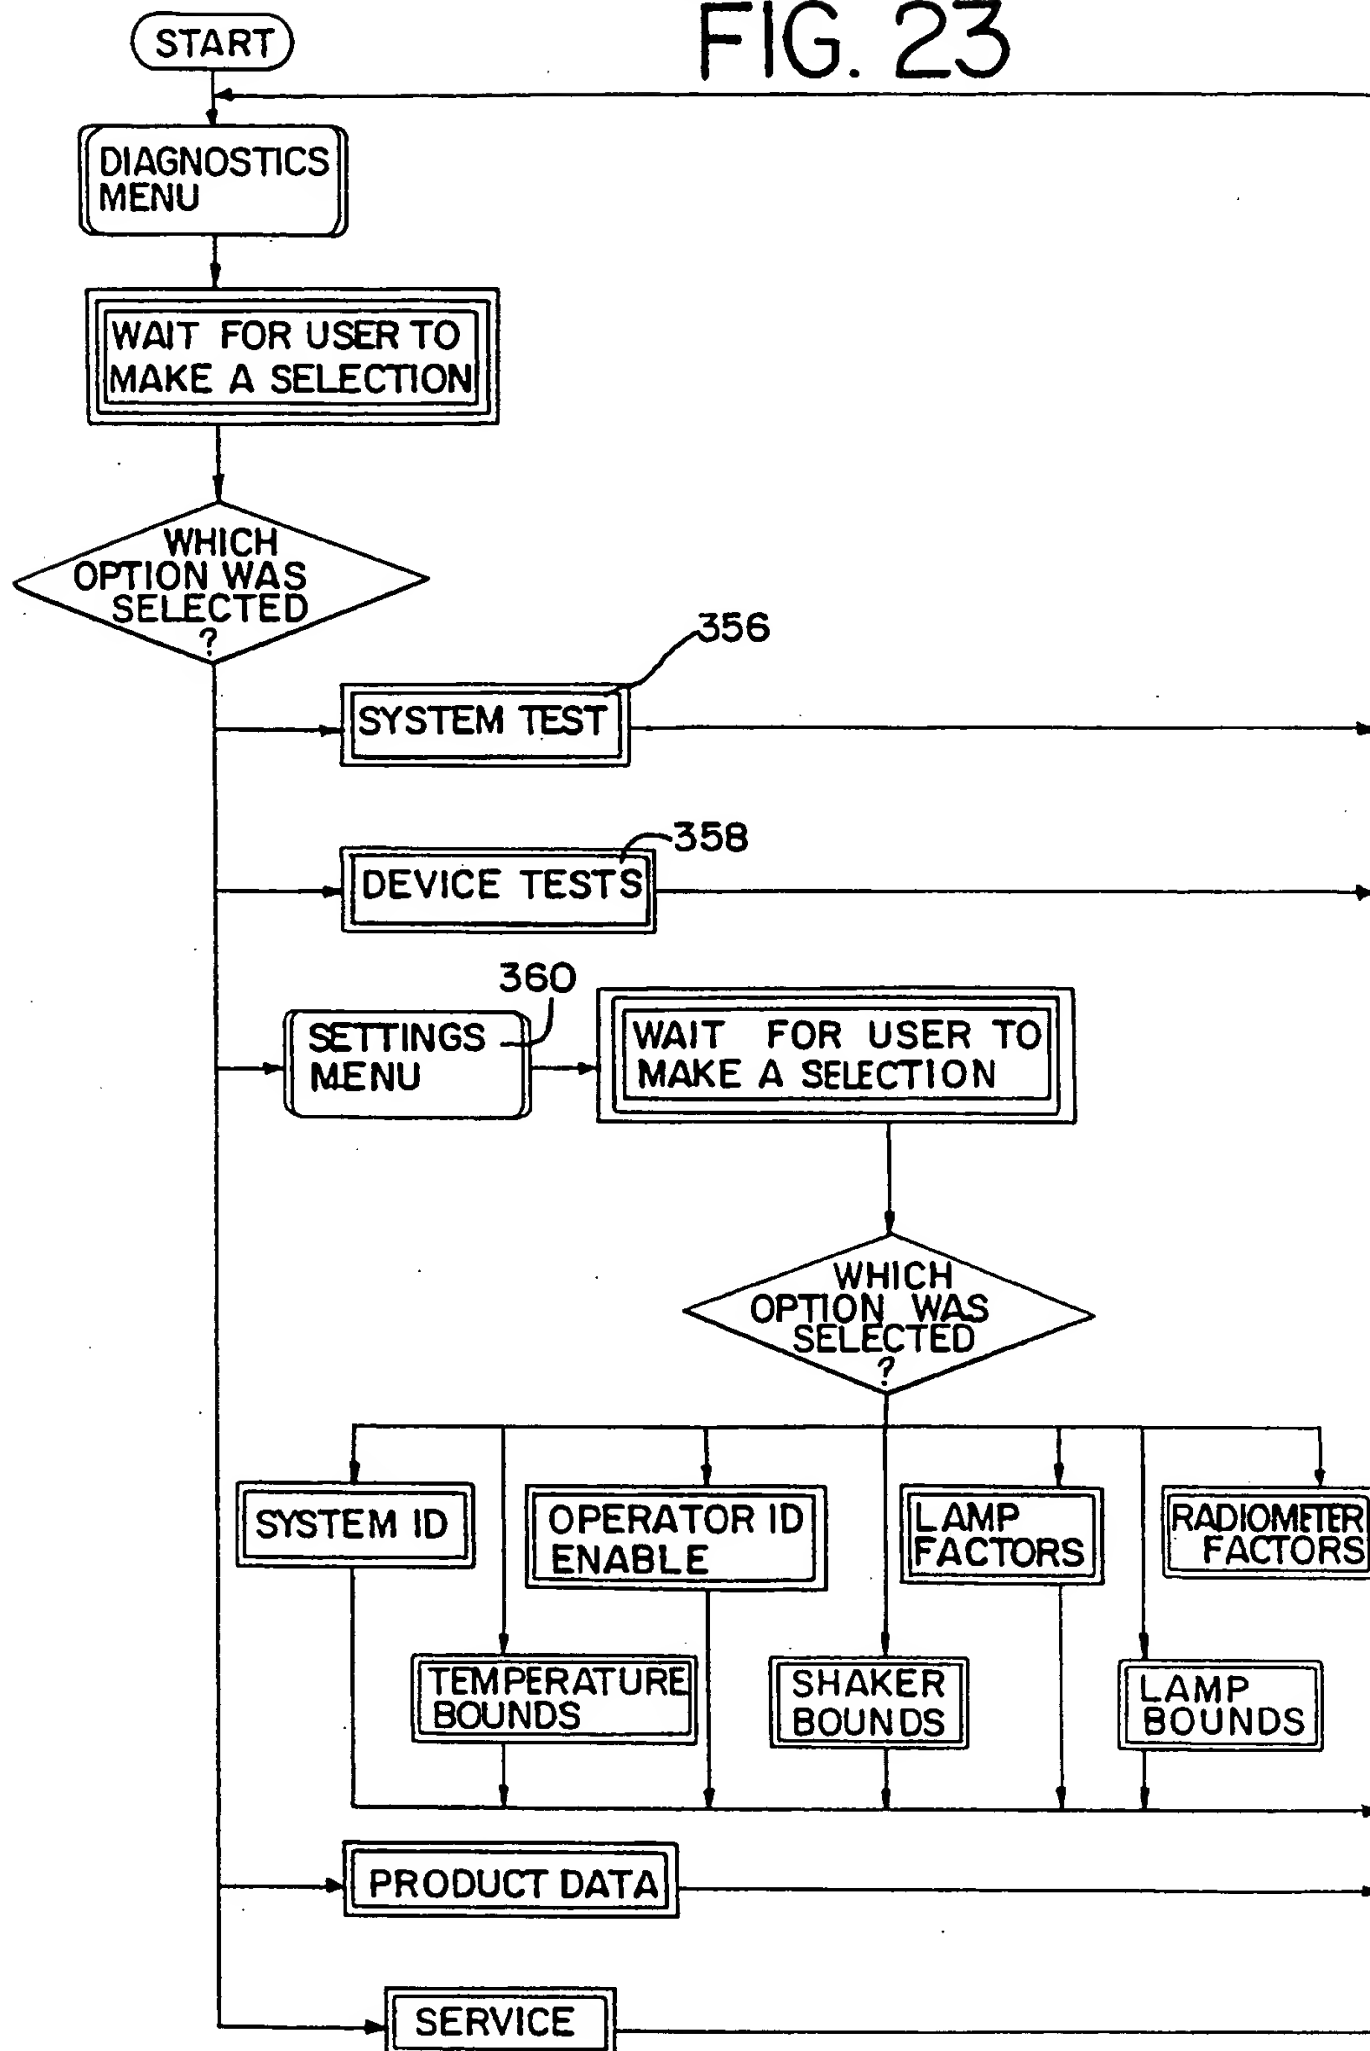 FIG. 23
START
DIAGNOSTICS
MENU
WAIT FOR USER TO
MAKE A SELECTION
WHICH
OPTION WAS
SELECTED
?
356
SYSTEM TEST
358
DEVICE TESTS
360
SETTINGS
MENU
WAIT FOR USER TO
MAKE A SELECTION
WHICH
OPTION WAS
SELECTED
?
SYSTEM ID
OPERATOR ID
ENABLE
LAMP
FACTORS
RADIOMETER
FACTORS
TEMPERATURE
BOUNDS
SHAKER
BOUNDS
LAMP
BOUNDS
PRODUCT DATA
SERVICE